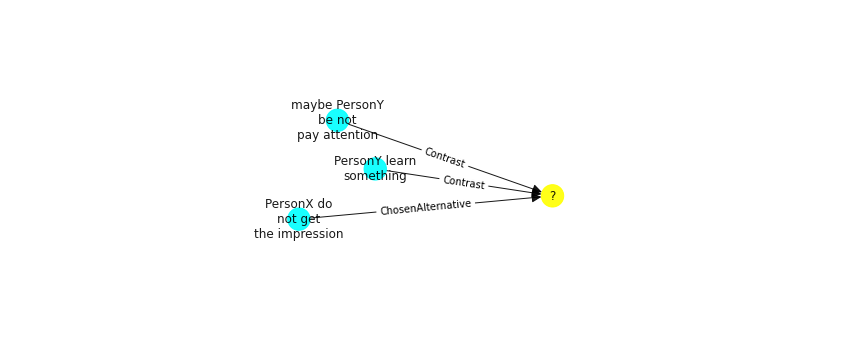 maybe PersonY
be not
pay attention
Contrast
PersonY learn
something
Contrast
?
PersonX do
not get
the impression
ChosenAlternative